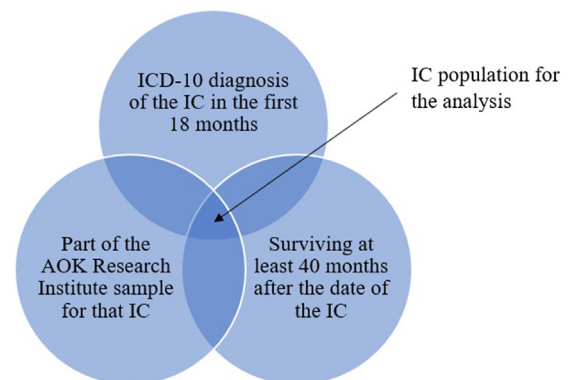 ICD-10 diagnosis
of the IC in the first
18 months
IC population for
the analysis
Part of the
AOK Research
Institute sample
for that IC
Surviving at
least 40 months
after the date of
the IC